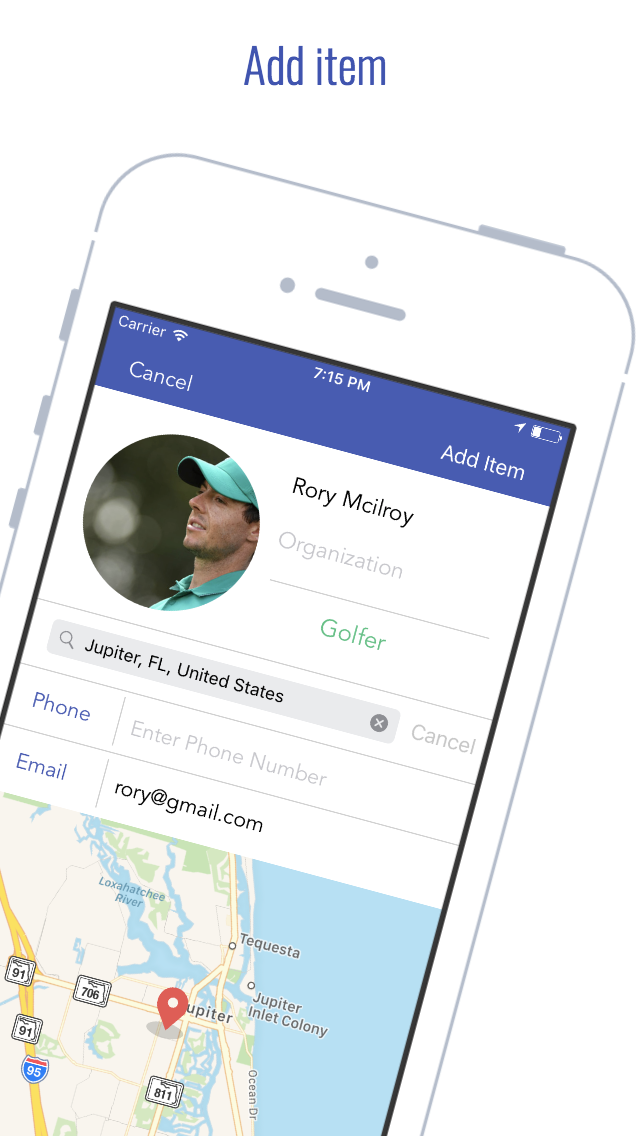 Add item
Carrier
7:15 PM
Cancel
Add Item
Rory Mcilroy
Organization
Golfer
Jupiter, FL, United States
Cancel
Phone
Enter Phone Number
Email
rory@gmail.com
Loxahatchee
River
Tequesta
91
706
Jupiter
Inlet Colony
upiter
91
95
811
Ocean Dr